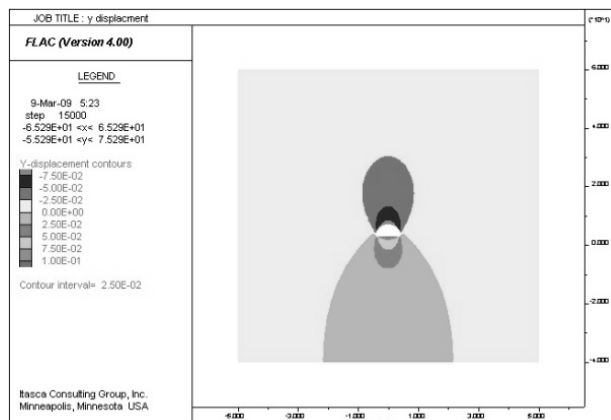 JOB TITLE : y displacment
(*10^1)
FLAC (Version 4.00)
LEGEND
9-Mar-09 5:23
step 15000
-6.529E+01 <x< 6.529E+01
-5.529E+01 <y< 7.529E+01
Y-displacement contours
-7.50E-02
-5.00E-02
-2.50E-02
0.00E+00
2.50E-02
5.00E-02
7.50E-02
1.00E-01
Contour interval= 2.50E-02
Itasca Consulting Group, Inc.
Minneapolis, Minnesota USA
6.000
4.000
2.000
0.000
-2.000
-4.000
-5.000 -3.000 -1.000 1.000 3.000 5.000